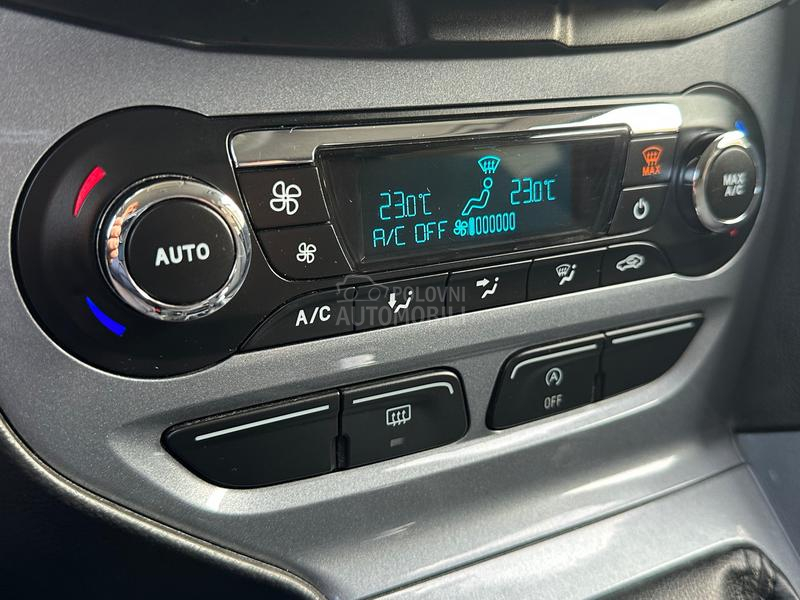 MAX
23.0°C 23.0°C
MAX
A/C
AUTO
A/C OFF
A/C
POLOVNI
AUTOMOBILI
A
OFF